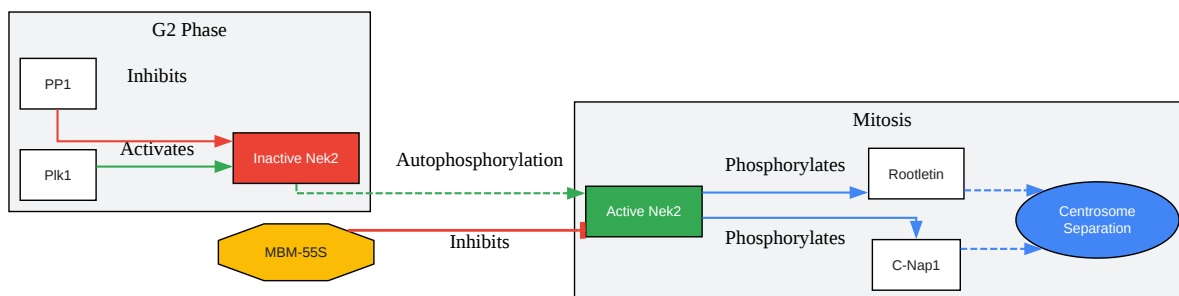 G2 Phase
PP1
Inhibits
Activates
Plk1
Inactive Nek2
Autophosphorylation
MBM-55S
Inhibits
Mitosis
Active Nek2
Phosphorylates
Phosphorylates
Rootletin
C-Nap1
Centrosome
Separation